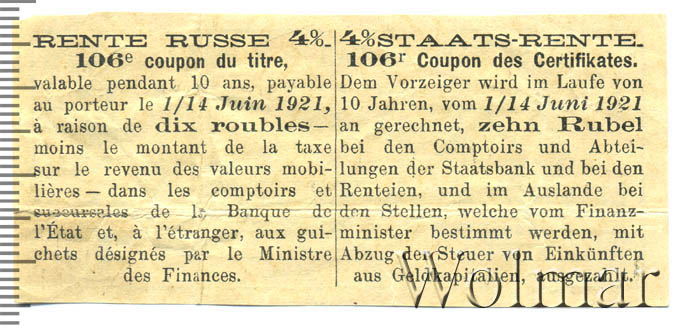 RENTE RUSSE 4%.
106e coupon du titre,
valable pendant 10 ans, payable
au porteur le 1/14 Juin 1921,
à raison de dix roubles —
moins le montant de la taxe
sur le revenu des valeurs mobi-
lières — dans les comptoirs et
succursales de la Banque de
l'État et, à l'étranger, aux gui-
chets désignés par le Ministre
des Finances.
4% STAATS-RENTE.
106r Coupon des Certifikates.
Dem Vorzeiger wird im Laufe von
10 Jahren, vom 1/14 Juni 1921
an gerechnet, zehn Rubel
bei den Comptoirs und Abtei-
lungen der Staatsbank und bei den
Renteien, und im Auslande bei
den Stellen, welche vom Finanz-
minister bestimmt werden, mit
Abzug der Steuer von Einkünften
aus Geldkapitalien, ausgezahlt.
Wolmar